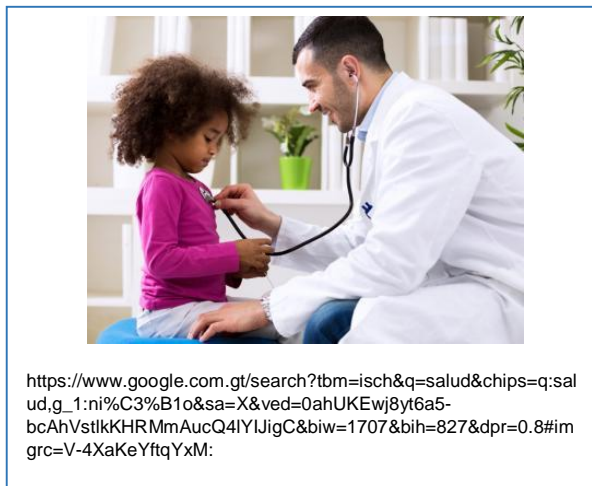 https://www.google.com.gt/search?tbm=isch&q=salud&chips=q:sal
ud,g_1:ni%C3%B1o&sa=X&ved=0ahUKEwj8yt6a5-
bcAhVstlkKHRMmAucQ4lYIJigC&biw=1707&bih=827&dpr=0.8#im
grc=V-4XaKeYftqYxM: